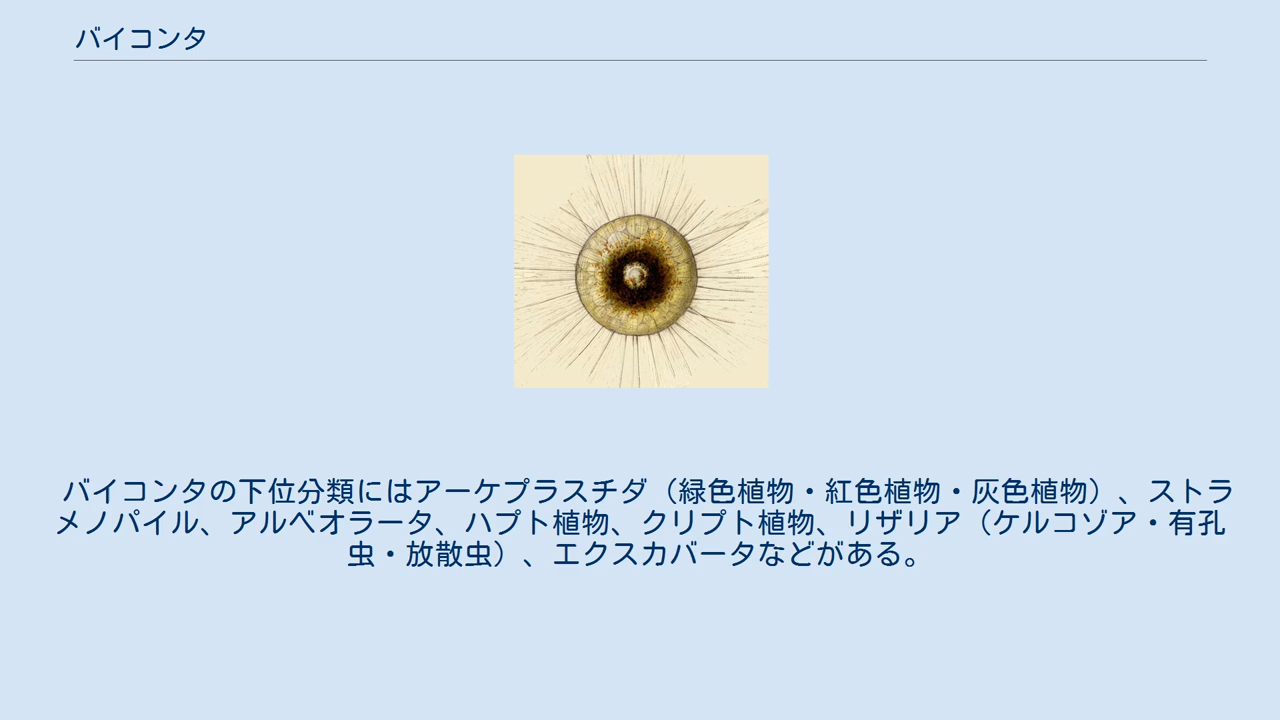 バイコンタ
バイコンタの下位分類にはアーケプラスチダ（緑色植物・紅色植物・灰色植物）、ストラ
メノパイル、アルベオラータ、ハプト植物、クリプト植物、リザリア（ケルコゾア・有孔
虫・放散虫）、エクスカバータなどがある。